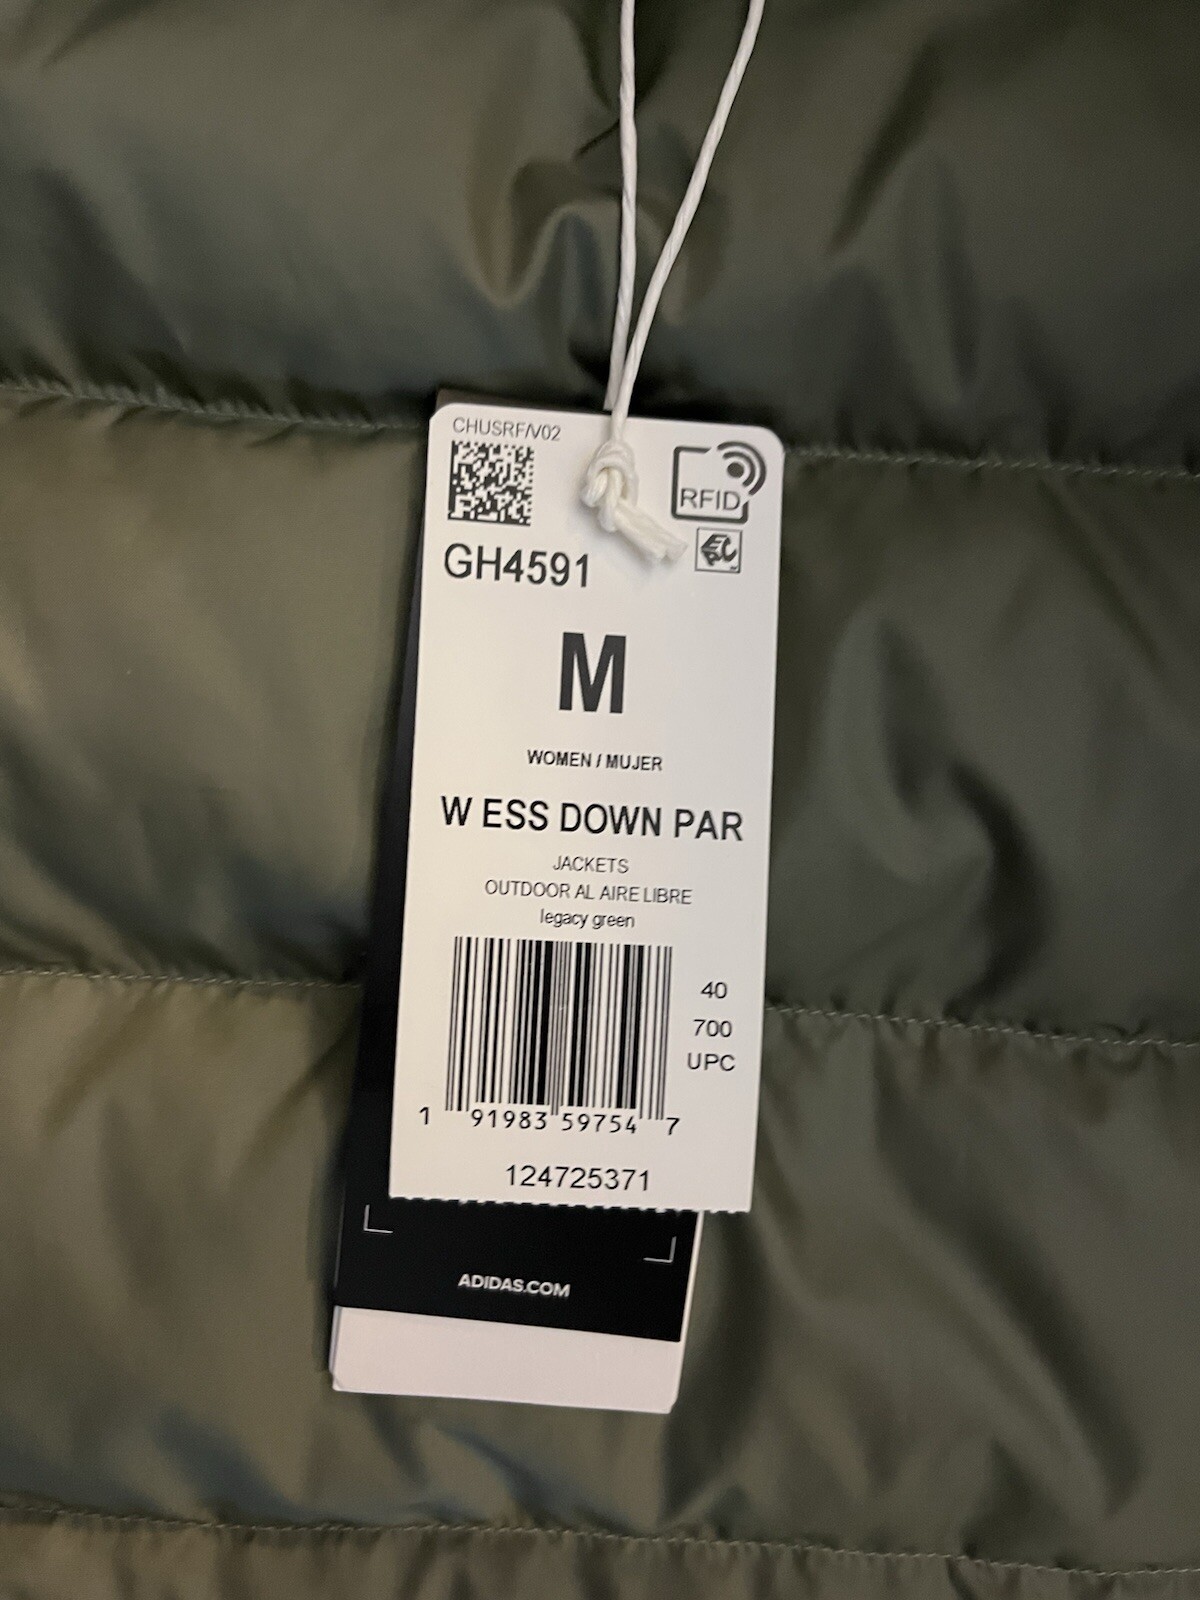 CHUSRF/V02
RFID
GH4591
M
WOMEN / MUJER
W ESS DOWN PAR
JACKETS
OUTDOOR AL AIRE LIBRE
legacy green
40
700
UPC
1 91983 59754 7
124725371
ADIDAS.COM